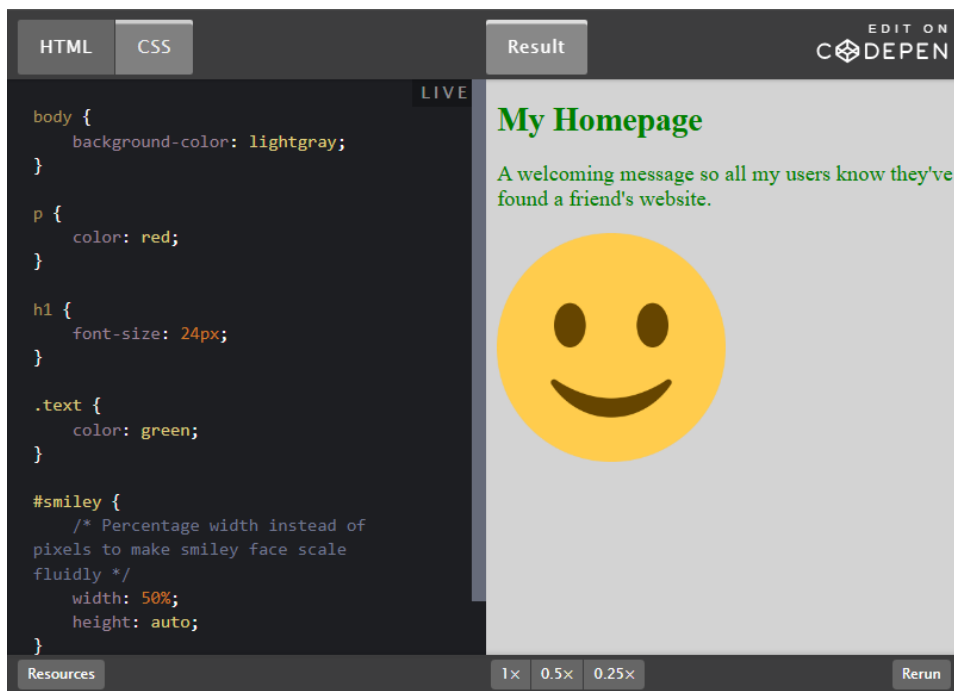 HTML CSS Result EDIT ON
CODEPEN
LIVE
body {
background-color: lightgray;
}
p {
color: red;
}
h1 {
font-size: 24px;
}
.text {
color: green;
}
#smiley {
/* Percentage width instead of
pixels to make smiley face scale
fluidly */
width: 50%;
height: auto;
}
My Homepage
A welcoming message so all my users know they've
found a friend's website.
Resources 1× 0.5× 0.25× Rerun